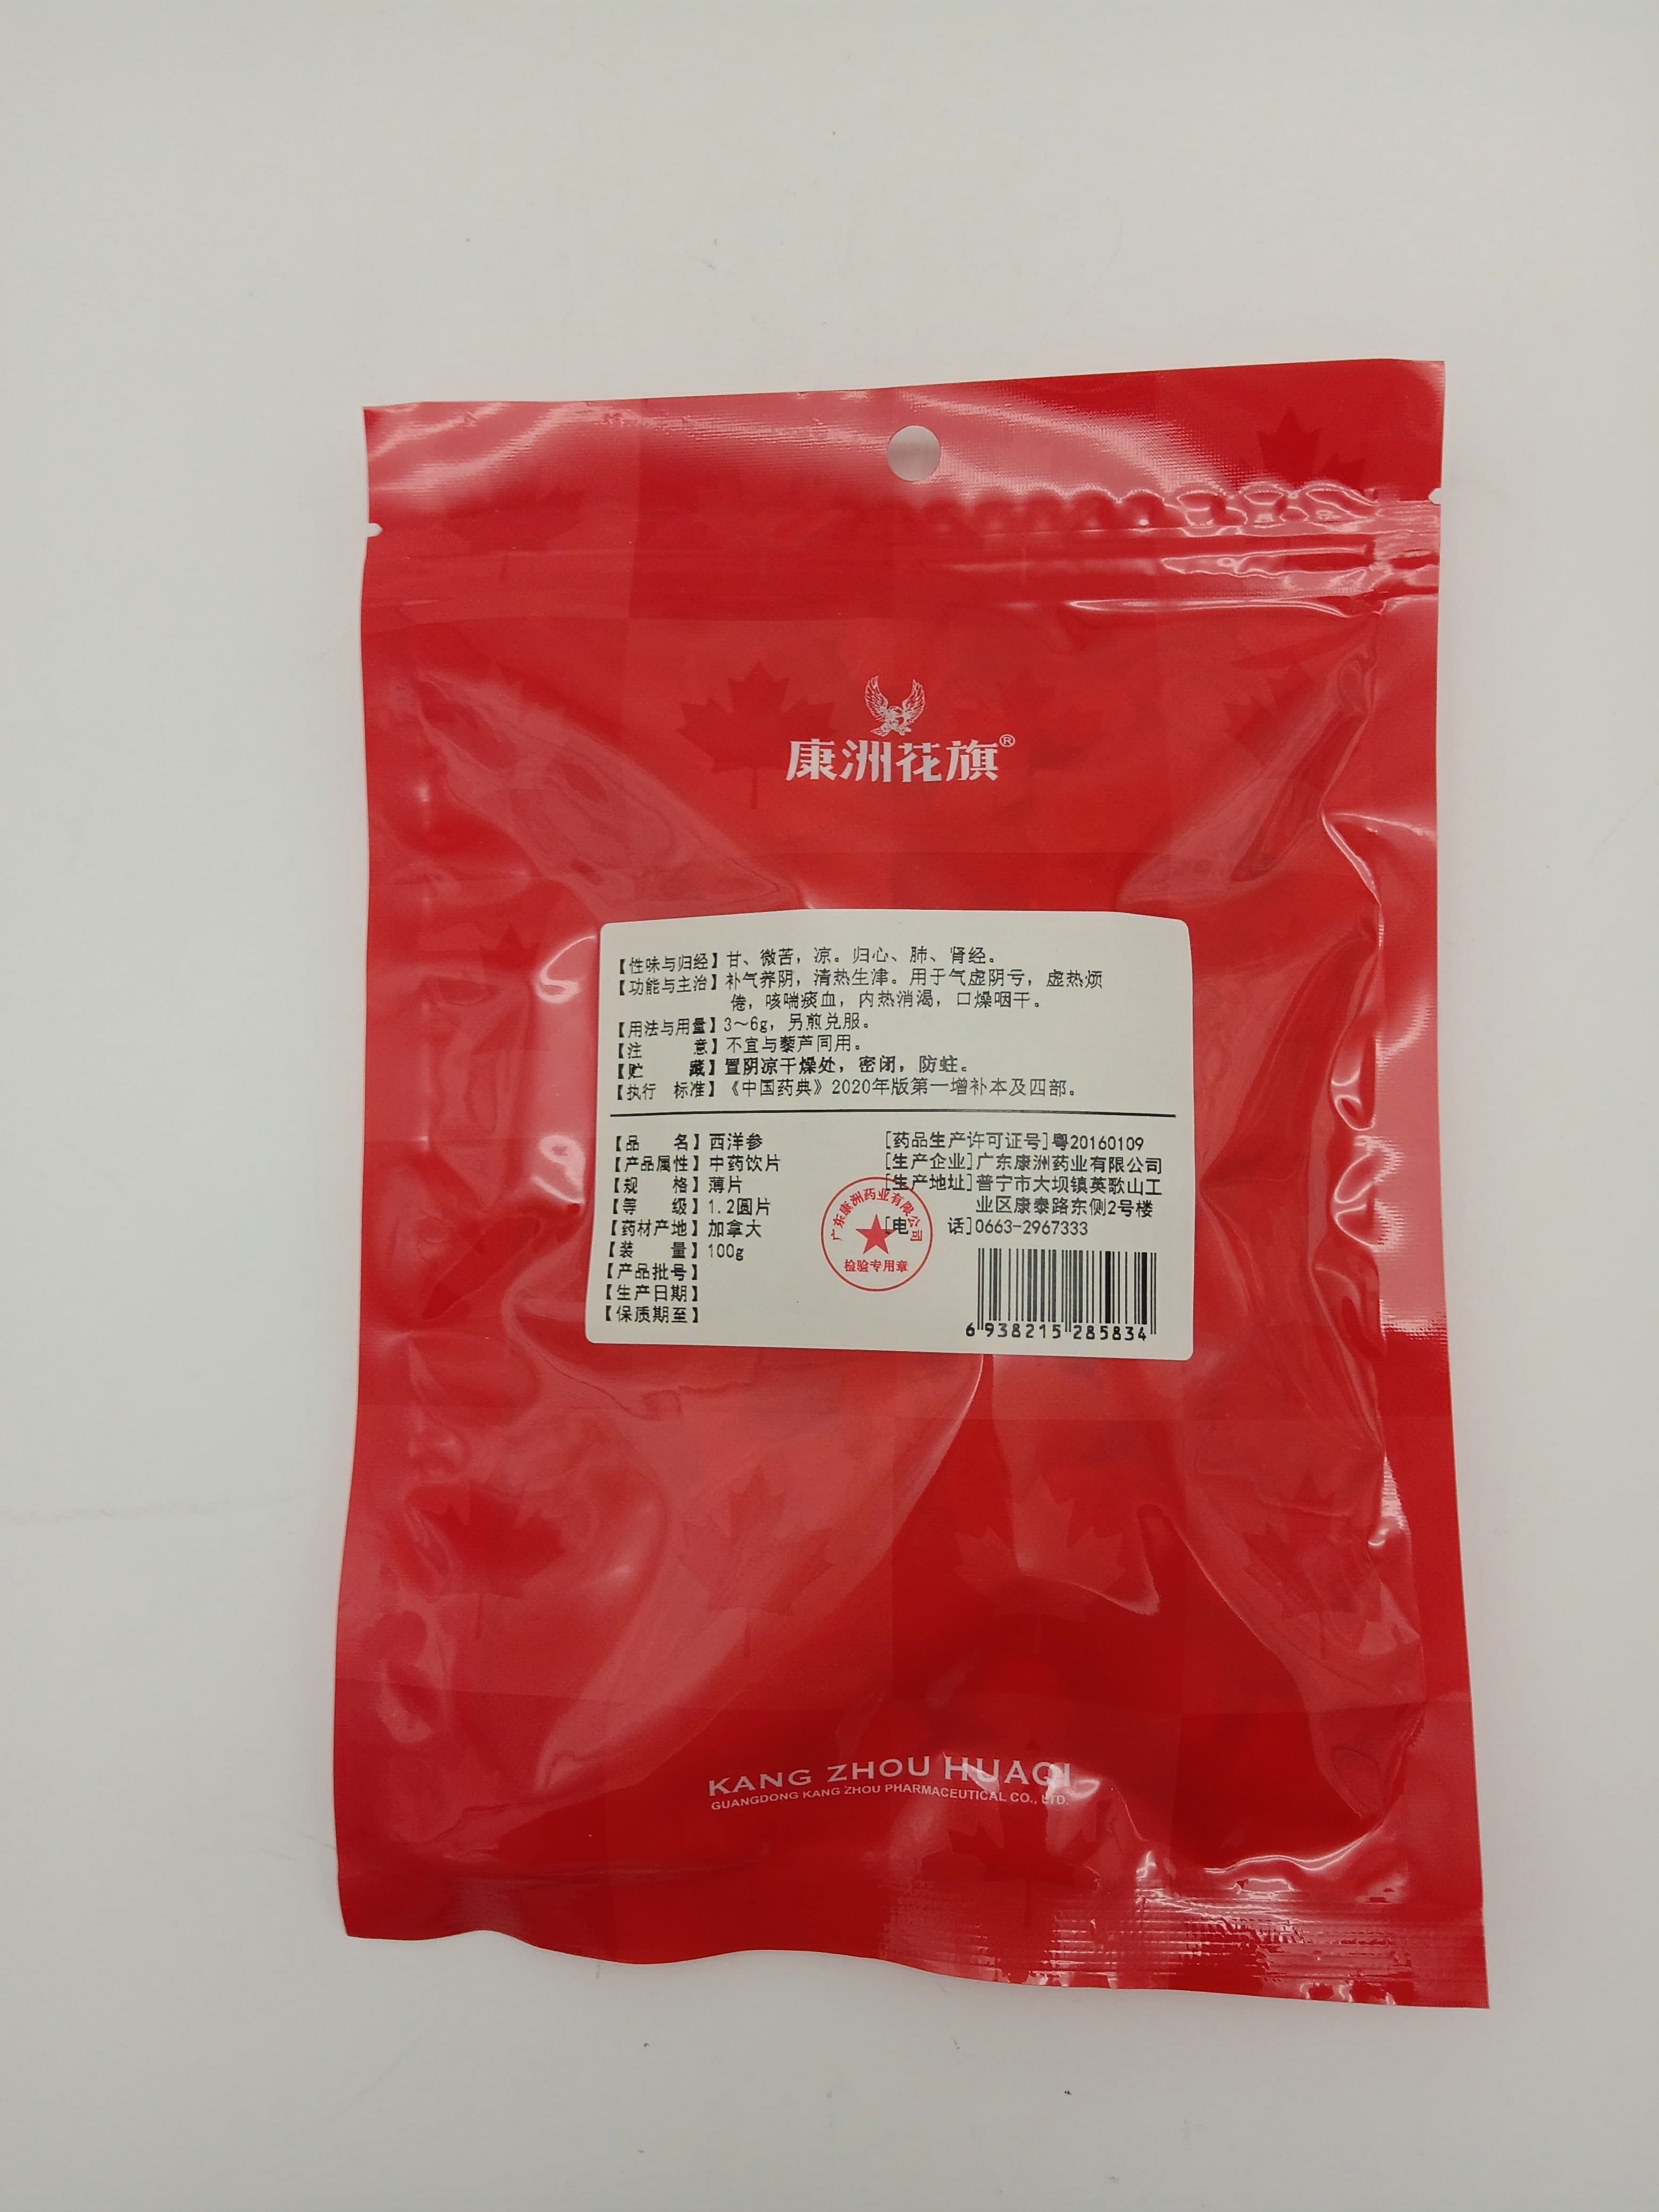 康洲花旗®
【性味与归经】甘、微苦，凉。归心、肺、肾经。
【功能与主治】补气养阴，清热生津。用于气虚阴亏，虚热烦
倦，咳喘痰血，内热消渴，口燥咽干。
【用法与用量】3～6g，另煎兑服。
【注 意】不宜与藜芦同用。
【贮 藏】置阴凉干燥处，密闭，防蛀。
【执行 标准】《中国药典》2020年版第一增补本及四部。
【品 名】西洋参
【产品属性】中药饮片
【规 格】薄片
【等 级】1.2圆片
【药材产地】加拿大
【装 量】100g
【产品批号】
【生产日期】
【保质期至】
[药品生产许可证号]粤20160109
[生产企业]广东康洲药业有限公司
[生产地址]普宁市大坝镇英歌山工
业区康泰路东侧2号楼
[电 话]0663-2967333
广东康洲药业有限公司
检验专用章
6 938215 285834
KANG ZHOU HUAQI
GUANGDONG KANG ZHOU PHARMACEUTICAL CO., LTD.